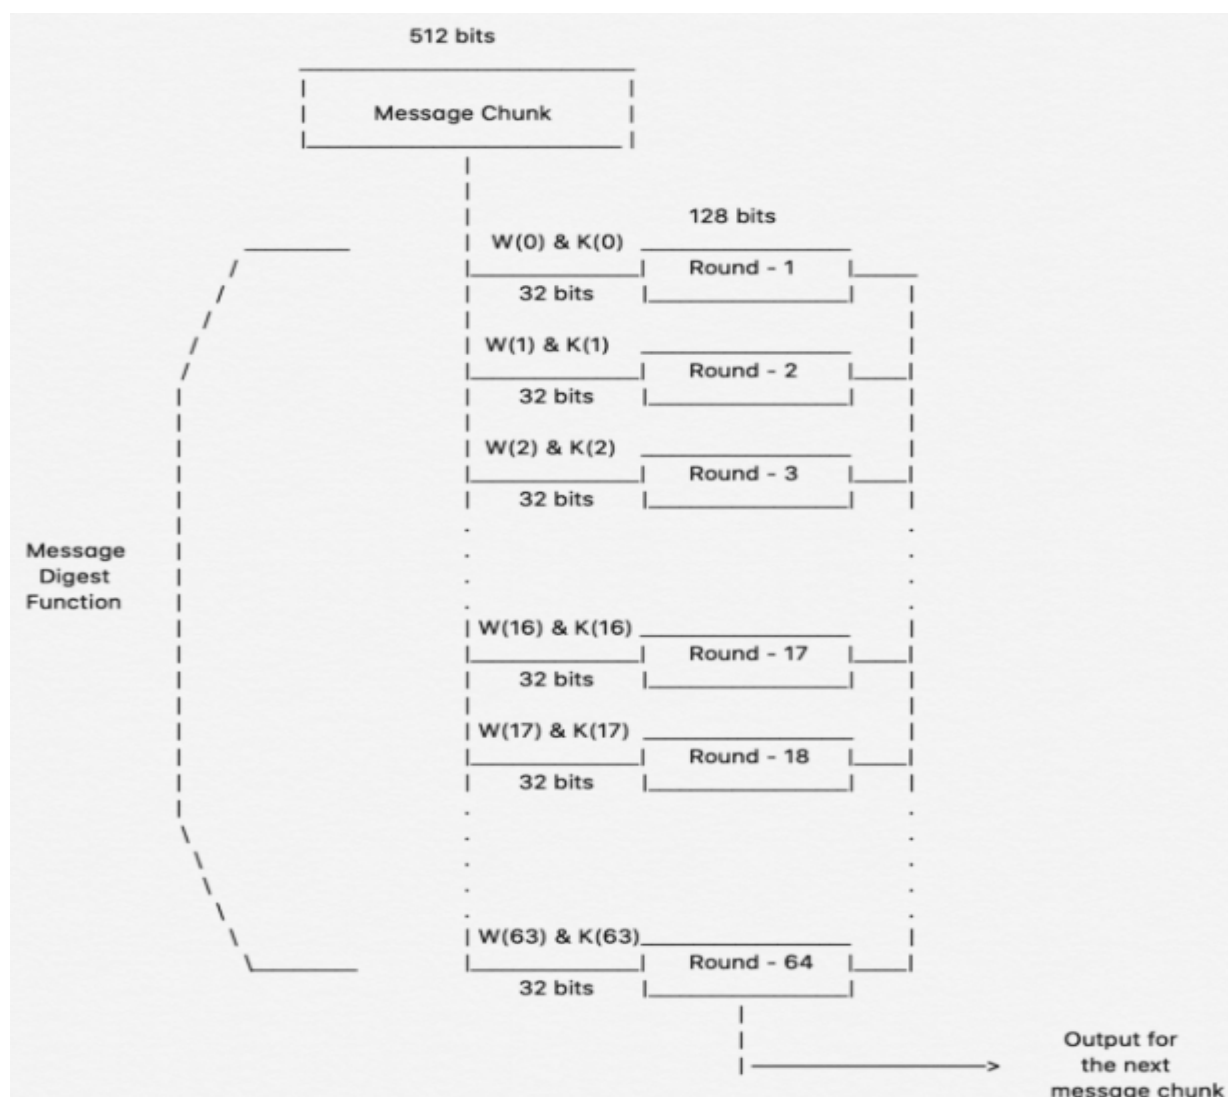 512 bits
Message Chunk
128 bits
W(0) & K(0)
Round - 1
32 bits
W(1) & K(1)
Round - 2
32 bits
W(2) & K(2)
Round - 3
32 bits
Message
Digest
Function
W(16) & K(16)
Round - 17
32 bits
W(17) & K(17)
Round - 18
32 bits
W(63) & K(63)
Round - 64
32 bits
Output for
the next
message chunk